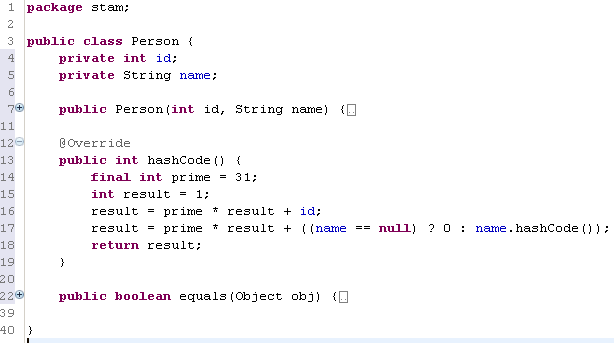 1 package stam;
2
3 public class Person {
4     private int id;
5     private String name;
6
7     public Person(int id, String name) {
11
12     @Override
13     public int hashCode() {
14         final int prime = 31;
15         int result = 1;
16         result = prime * result + id;
17         result = prime * result + ((name == null) ? 0 : name.hashCode());
18         return result;
19     }
20
22     public boolean equals(Object obj) {
39
40 }